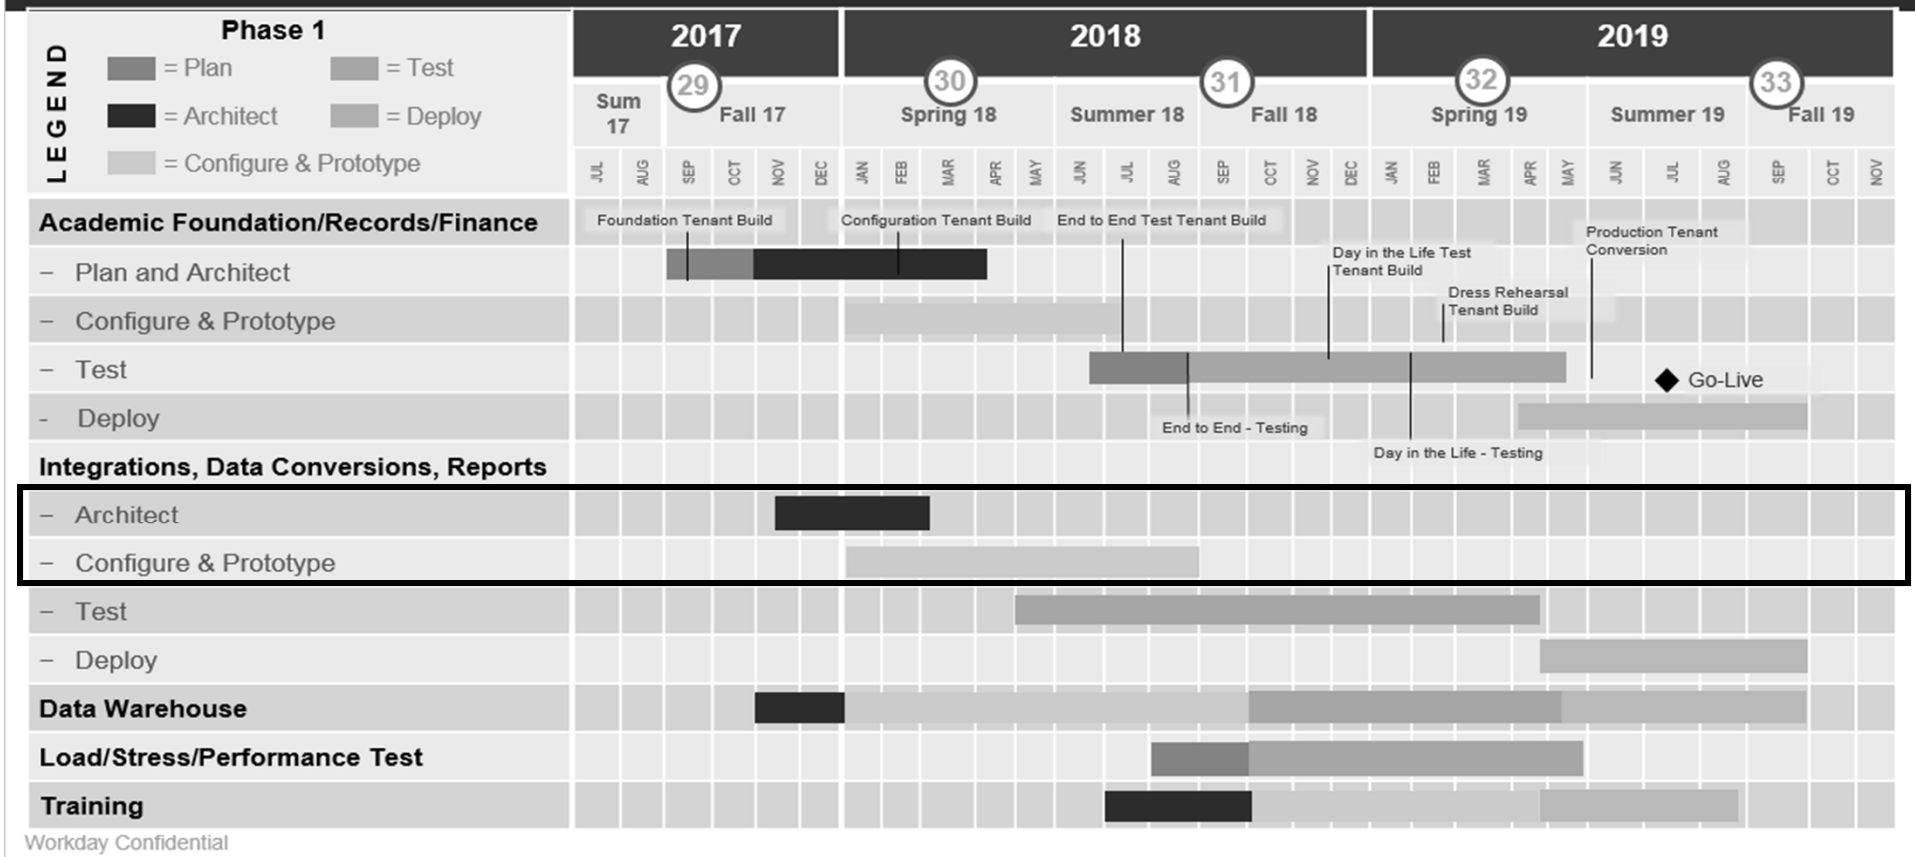 LEGEND
Phase 1
= Plan
= Test
= Architect
= Deploy
= Configure & Prototype
2017 2018 2019
29 30 31 32 33
Sum
17
Fall 17 Spring 18 Summer 18 Fall 18 Spring 19 Summer 19 Fall 19
JUL AUG SEP OCT NOV DEC JAN FEB MAR APR MAY JUN JUL AUG SEP OCT NOV DEC JAN FEB MAR APR MAY JUN JUL AUG SEP OCT NOV
Academic Foundation/Records/Finance
Foundation Tenant Build
Configuration Tenant Build
End to End Test Tenant Build
Production Tenant
Conversion
– Plan and Architect
Day in the Life Test
Tenant Build
Dress Rehearsal
Tenant Build
– Configure & Prototype
– Test
Go-Live
- Deploy
End to End - Testing
Day in the Life - Testing
Integrations, Data Conversions, Reports
– Architect
– Configure & Prototype
– Test
– Deploy
Data Warehouse
Load/Stress/Performance Test
Training
Workday Confidential